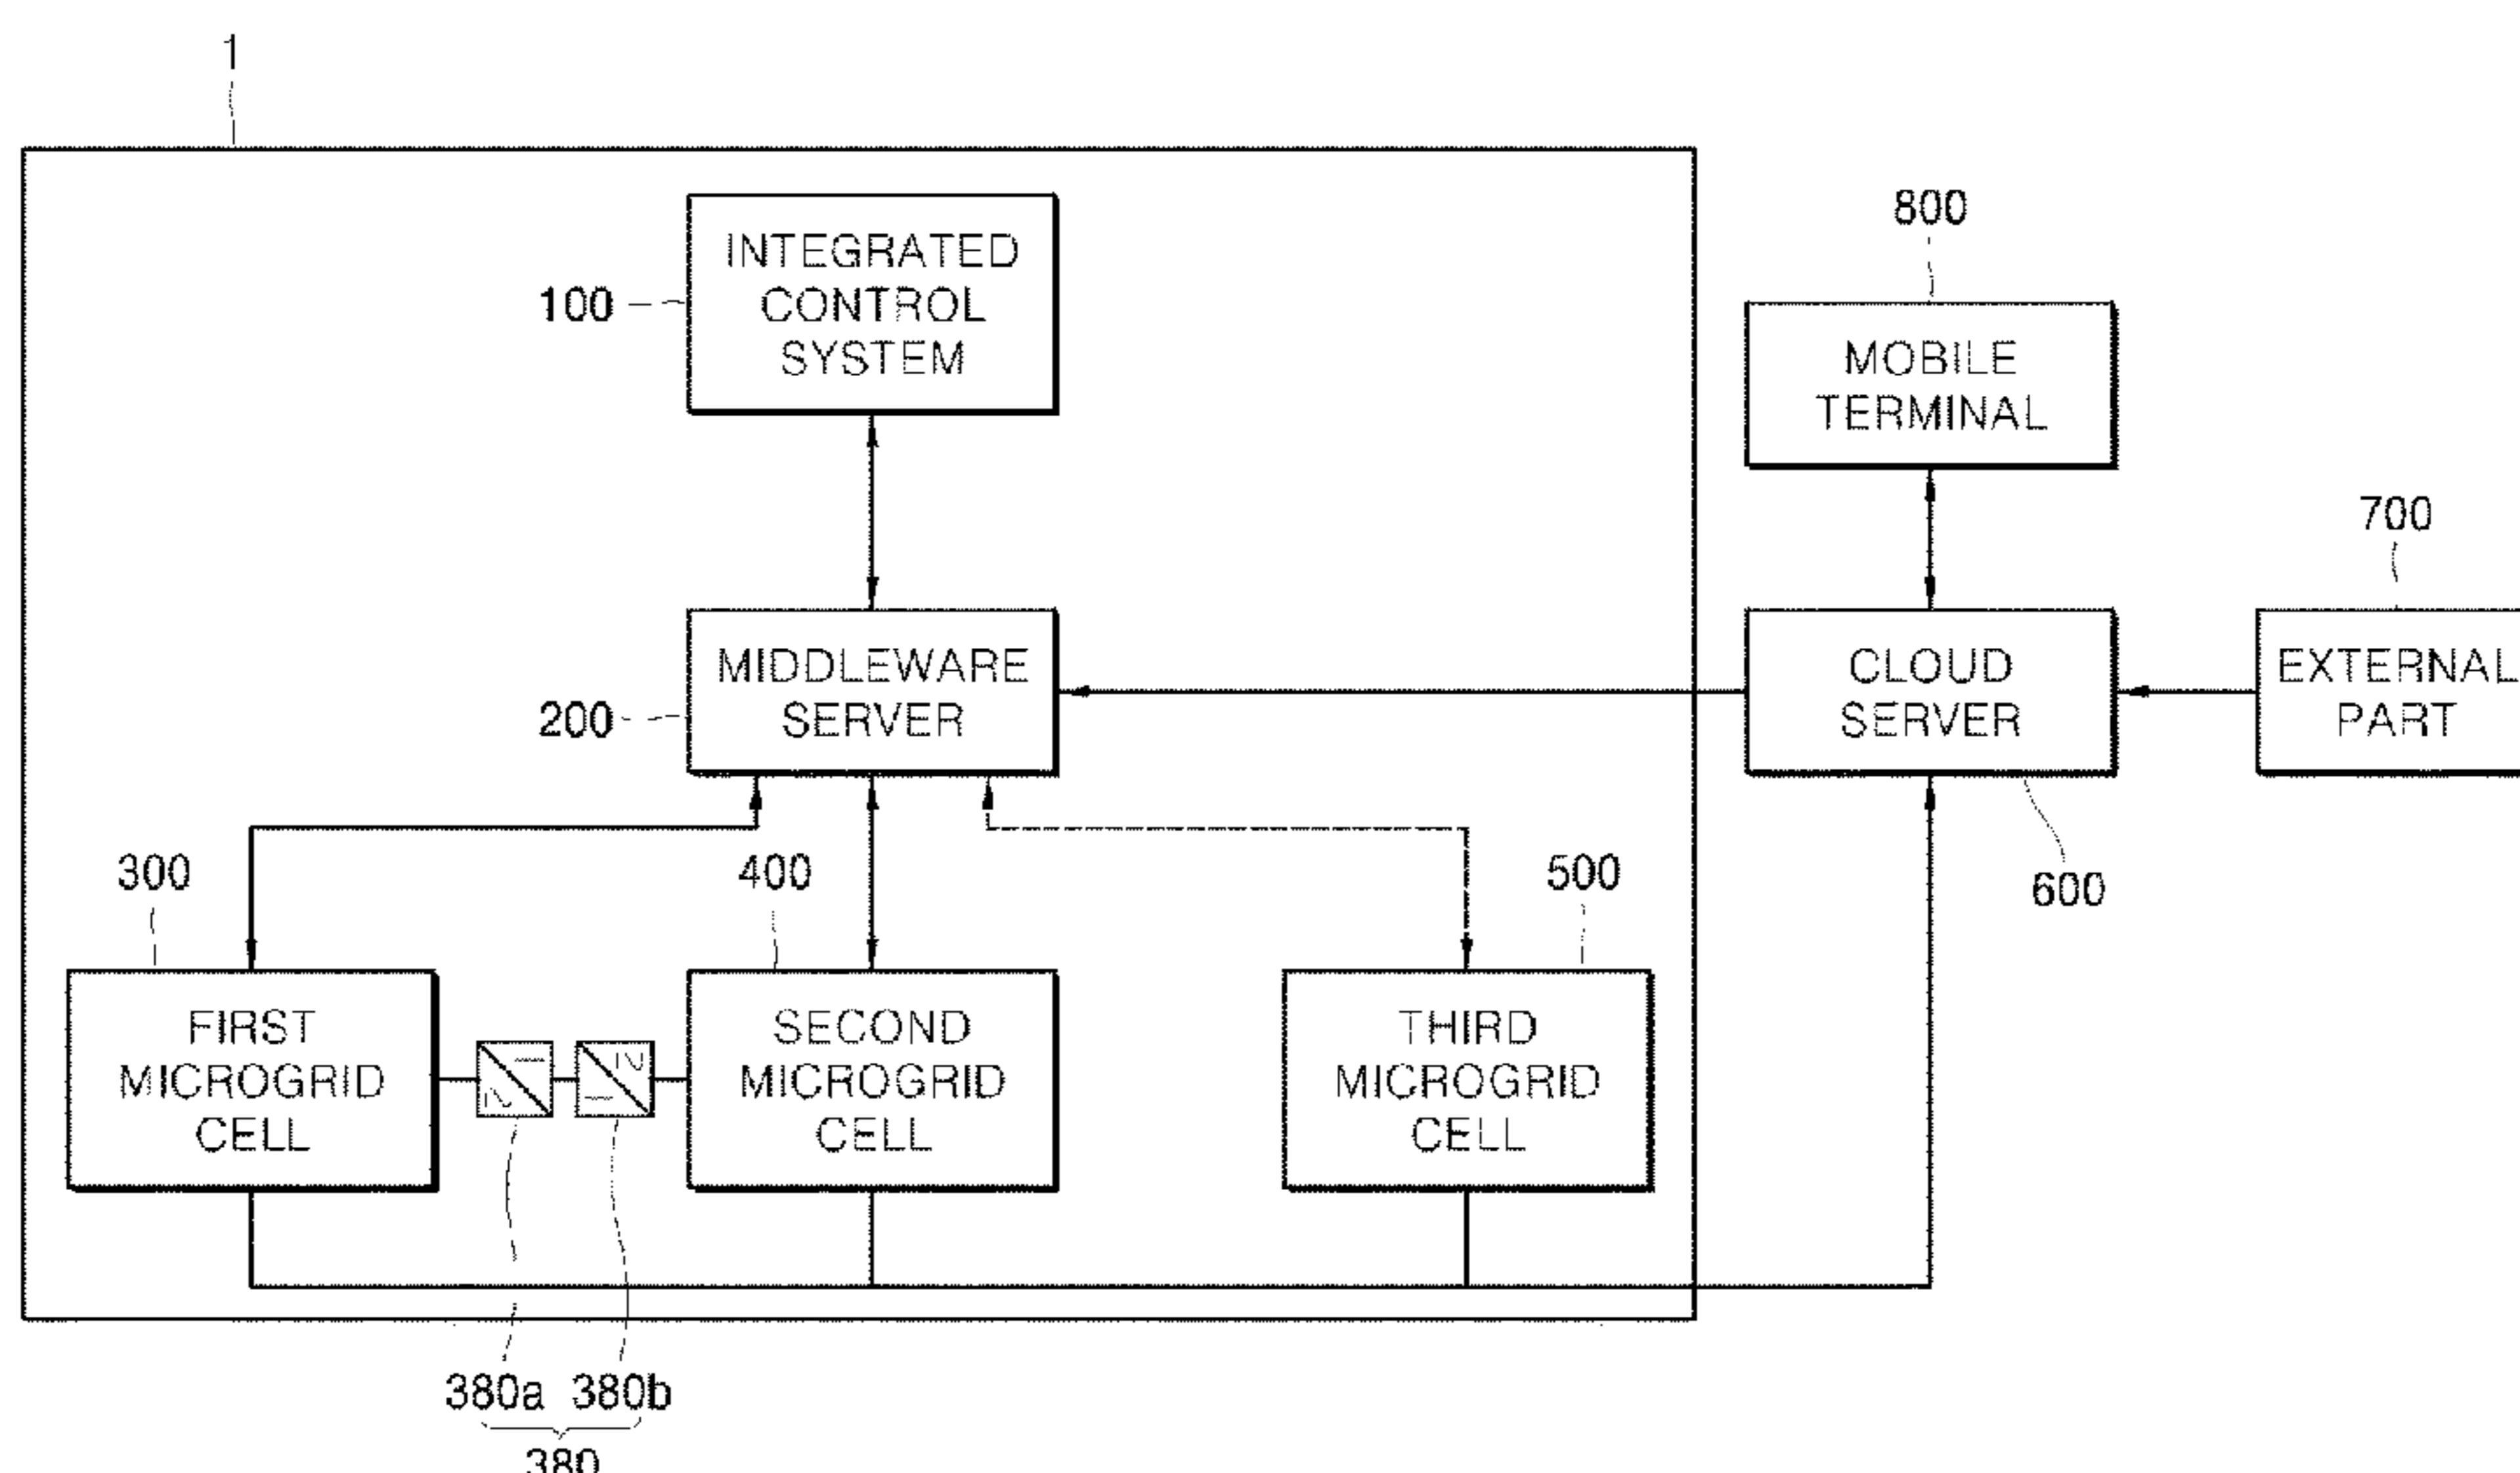 1
INTEGRATED
CONTROL
SYSTEM
100
800
MOBILE
TERMINAL
700
MIDDLEWARE
SERVER
200
CLOUD
SERVER
EXTERNAL
PART
600
300
400
500
FIRST
MICROGRID
CELL
SECOND
MICROGRID
CELL
THIRD
MICROGRID
CELL
380a 380b
380